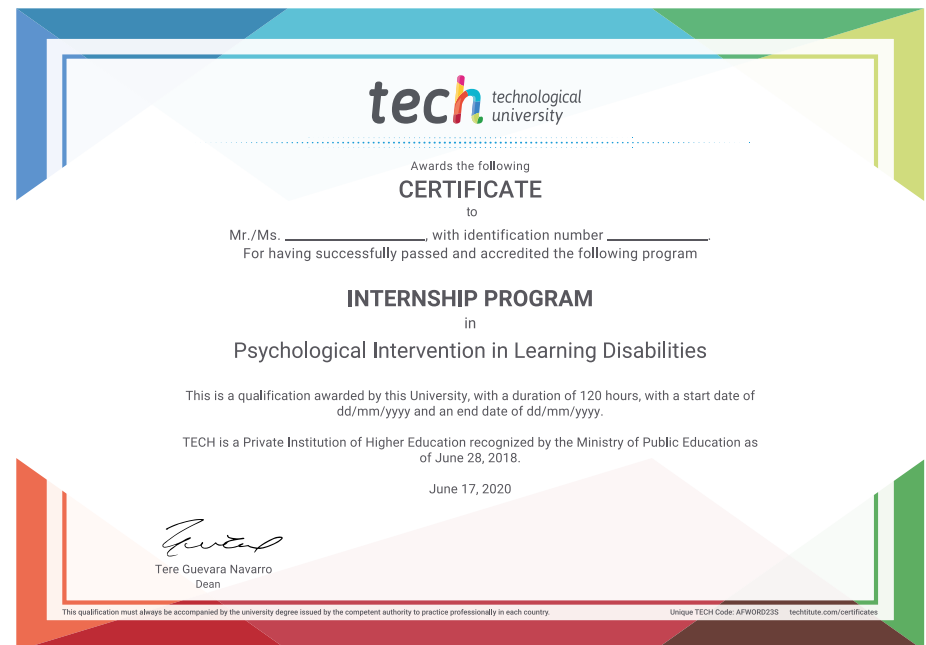 tech technological
university
Awards the following
CERTIFICATE
to
Mr./Ms. ____________, with identification number ____________.
For having successfully passed and accredited the following program
INTERNSHIP PROGRAM
in
Psychological Intervention in Learning Disabilities
This is a qualification awarded by this University, with a duration of 120 hours, with a start date of
dd/mm/yyyy and an end date of dd/mm/yyyy.
TECH is a Private Institution of Higher Education recognized by the Ministry of Public Education as
of June 28, 2018.
June 17, 2020
Tere Guevara Navarro
Dean
This qualification must always be accompanied by the university degree issued by the competent authority to practice professionally in each country.
Unique TECH Code: AFWORD23S techtitute.com/certificates